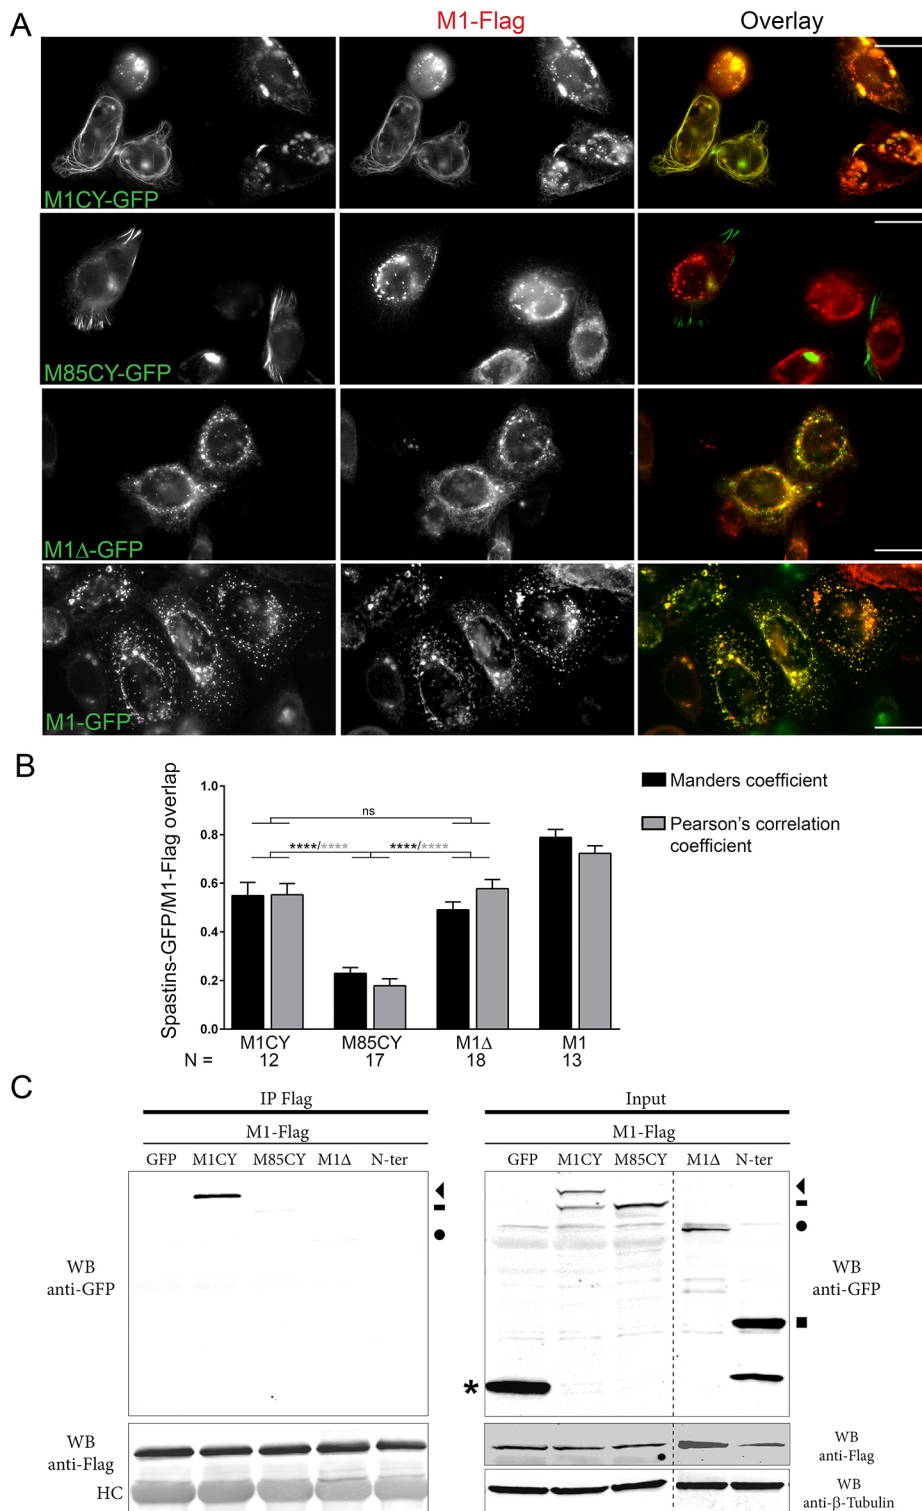 A
M1-Flag
Overlay
M1CY-GFP
M85CY-GFP
M1Δ-GFP
M1-GFP
B
Spastins-GFP/M1-Flag overlap
1.0
0.8
0.6
0.4
0.2
0.0
ns
****/****
****/****
Manders coefficient
Pearson's correlation
coefficient
M1CY M85CY M1Δ M1
N = 12 17 18 13
C
IP Flag
M1-Flag
GFP M1CY M85CY M1Δ N-ter
WB
anti-GFP
WB
anti-Flag
HC
Input
M1-Flag
GFP M1CY M85CY M1Δ N-ter
WB
anti-GFP
*
WB
anti-Flag
WB
anti-β-Tubulin